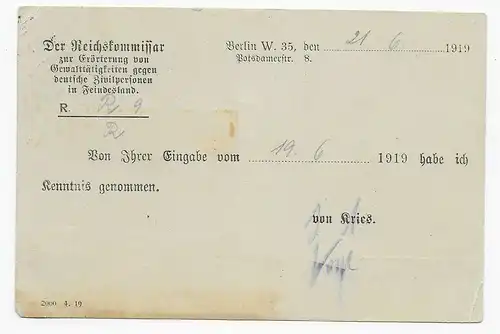 Der Reichskommissar
zur Erörterung von
Gewalttätigkeiten gegen
deutsche Zivilpersonen
in Feindesland.
Berlin W. 35, den 21 6 1919
Potsdamerstr. 8.
R. R. 9
R
Von Ihrer Eingabe vom 19. 6 1919 habe ich
Kenntnis genommen.
von Kries.
2000. 4. 19